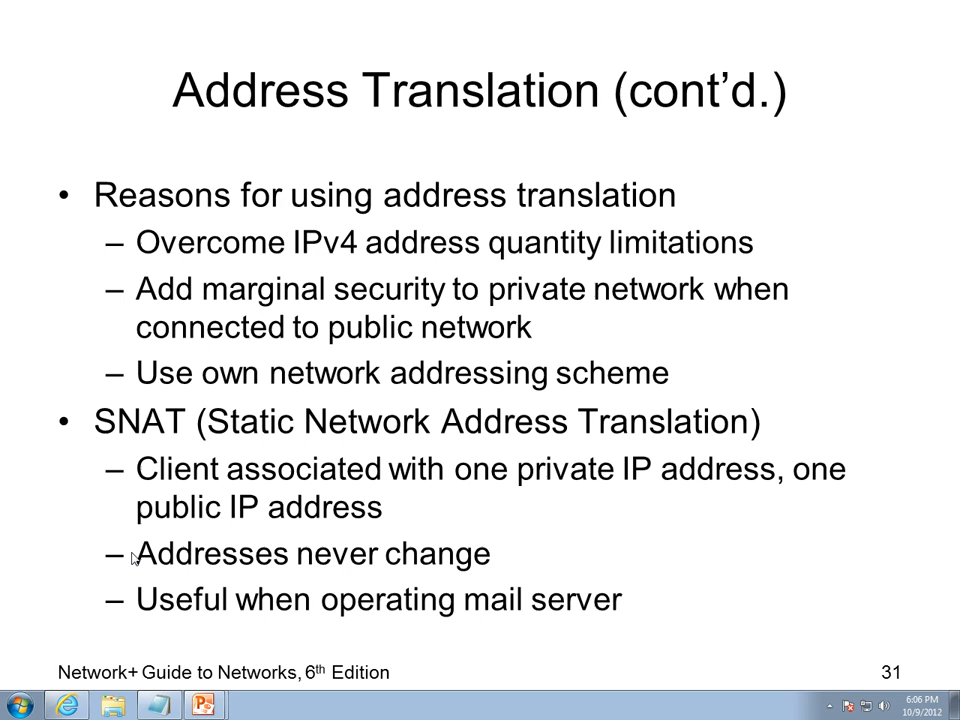 Address Translation (cont’d.)
• Reasons for using address translation
– Overcome IPv4 address quantity limitations
– Add marginal security to private network when
connected to public network
– Use own network addressing scheme
• SNAT (Static Network Address Translation)
– Client associated with one private IP address, one
public IP address
– Addresses never change
– Useful when operating mail server
Network+ Guide to Networks, 6th Edition
31
6:06 PM
10/9/2012